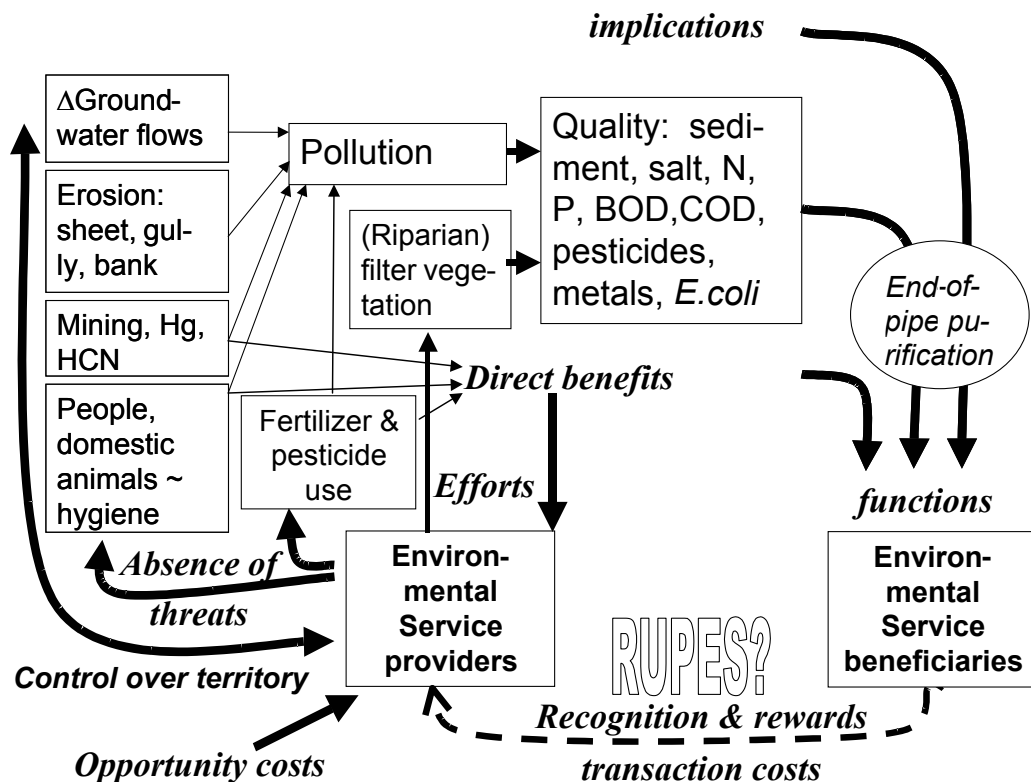 implications
∆Ground-
water flows
Pollution
Quality: sedi-
ment, salt, N,
P, BOD,COD,
pesticides,
metals, E.coli
Erosion:
sheet, gul-
ly, bank
(Riparian)
filter vege-
tation
End-of-
pipe pu-
rification
Mining, Hg,
HCN
Direct benefits
People,
domestic
animals ~
hygiene
Fertilizer &
pesticide
use
Efforts
functions
Absence of
threats
Environ-
mental
Service
providers
Environ-
mental
Service
beneficiaries
RUPES?
Control over territory
Recognition & rewards
Opportunity costs
transaction costs